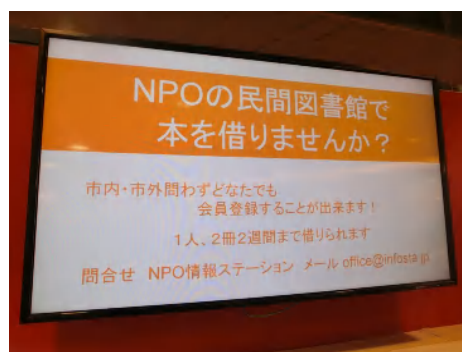 NPOの民間図書館で
本を借りませんか？
市内・市外問わずどなたでも
会員登録することが出来ます！
1人、2冊2週間まで借りられます
問合せ NPO情報ステーション メール office@infosta.jp